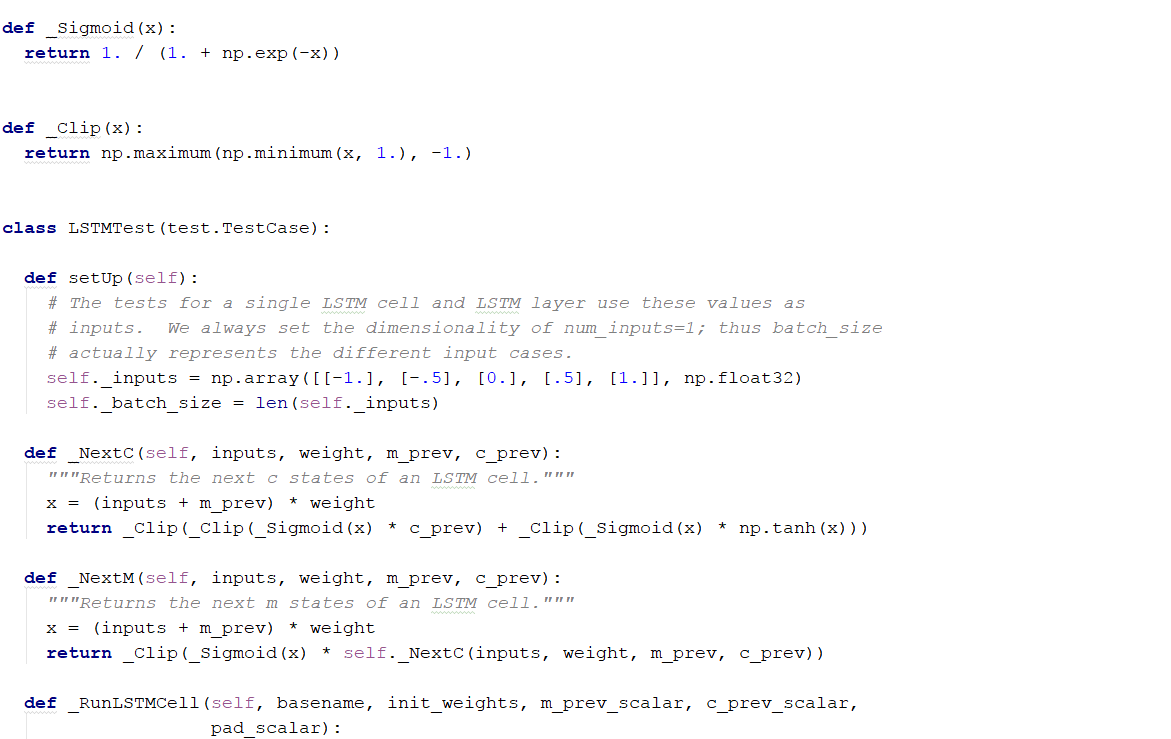 def _Sigmoid(x):
  return 1. / (1. + np.exp(-x))
def _Clip(x):
  return np.maximum(np.minimum(x, 1.), -1.)
class LSTMTest(test.TestCase):
  def setUp(self):
    # The tests for a single LSTM cell and LSTM layer use these values as
    # inputs.  We always set the dimensionality of num_inputs=1; thus batch_size
    # actually represents the different input cases.
    self._inputs = np.array([[-1.], [-.5], [0.], [.5], [1.]], np.float32)
    self._batch_size = len(self._inputs)
  def _NextC(self, inputs, weight, m_prev, c_prev):
    """Returns the next c states of an LSTM cell."""
    x = (inputs + m_prev) * weight
    return _Clip(_Clip(_Sigmoid(x) * c_prev) + _Clip(_Sigmoid(x) * np.tanh(x)))
  def _NextM(self, inputs, weight, m_prev, c_prev):
    """Returns the next m states of an LSTM cell."""
    x = (inputs + m_prev) * weight
    return _Clip(_Sigmoid(x) * self._NextC(inputs, weight, m_prev, c_prev))
  def _RunLSTMCell(self, basename, init_weights, m_prev_scalar, c_prev_scalar,
                   pad_scalar):